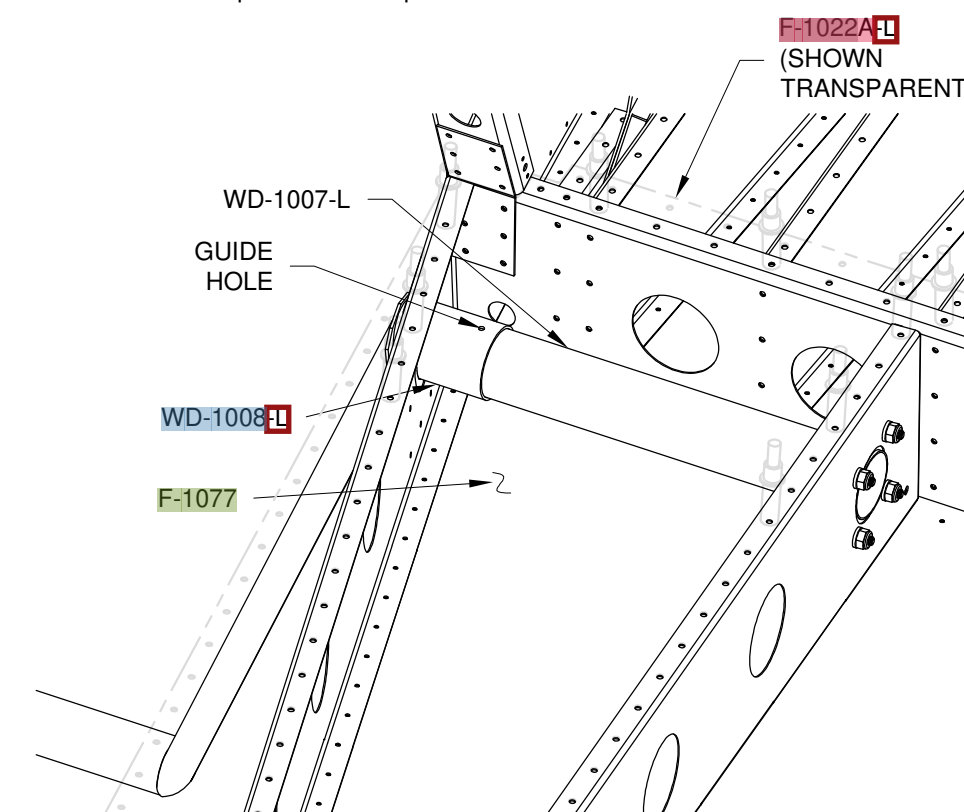 F-1022A-L
(SHOWN
TRANSPARENT
WD-1007-L
GUIDE
HOLE
WD-1008-L
F-1077